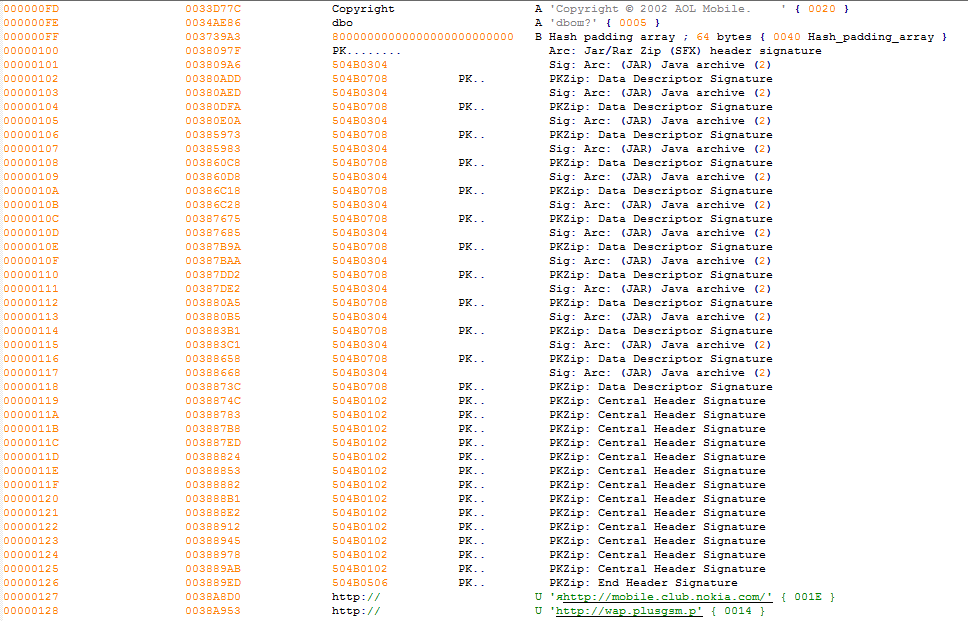 000000FD 0033D77C Copyright A 'Copyright © 2002 AOL Mobile. ' { 0020 }
000000FE 0034AE86 dbo A 'dbom?' { 0005 }
000000FF 003739A3 80000000000000000000000000 B Hash padding array ; 64 bytes { 0040 Hash_padding_array }
00000100 0038097F PK........ Arc: Jar/Rar Zip (SFX) header signature
00000101 003809A6 504B0304 Sig: Arc: (JAR) Java archive (2)
00000102 00380ADD 504B0708 PK.. PKZip: Data Descriptor Signature
00000103 00380AED 504B0304 Sig: Arc: (JAR) Java archive (2)
00000104 00380DFA 504B0708 PK.. PKZip: Data Descriptor Signature
00000105 00380E0A 504B0304 Sig: Arc: (JAR) Java archive (2)
00000106 00385973 504B0708 PK.. PKZip: Data Descriptor Signature
00000107 00385983 504B0304 Sig: Arc: (JAR) Java archive (2)
00000108 003860C8 504B0708 PK.. PKZip: Data Descriptor Signature
00000109 003860D8 504B0304 Sig: Arc: (JAR) Java archive (2)
0000010A 00386C18 504B0708 PK.. PKZip: Data Descriptor Signature
0000010B 00386C28 504B0304 Sig: Arc: (JAR) Java archive (2)
0000010C 00387675 504B0708 PK.. PKZip: Data Descriptor Signature
0000010D 00387685 504B0304 Sig: Arc: (JAR) Java archive (2)
0000010E 00387B9A 504B0708 PK.. PKZip: Data Descriptor Signature
0000010F 00387BAA 504B0304 Sig: Arc: (JAR) Java archive (2)
00000110 00387DD2 504B0708 PK.. PKZip: Data Descriptor Signature
00000111 00387DE2 504B0304 Sig: Arc: (JAR) Java archive (2)
00000112 003880A5 504B0708 PK.. PKZip: Data Descriptor Signature
00000113 003880B5 504B0304 Sig: Arc: (JAR) Java archive (2)
00000114 003883B1 504B0708 PK.. PKZip: Data Descriptor Signature
00000115 003883C1 504B0304 Sig: Arc: (JAR) Java archive (2)
00000116 00388658 504B0708 PK.. PKZip: Data Descriptor Signature
00000117 00388668 504B0304 Sig: Arc: (JAR) Java archive (2)
00000118 0038873C 504B0708 PK.. PKZip: Data Descriptor Signature
00000119 0038874C 504B0102 PK.. PKZip: Central Header Signature
0000011A 00388783 504B0102 PK.. PKZip: Central Header Signature
0000011B 003887B8 504B0102 PK.. PKZip: Central Header Signature
0000011C 003887ED 504B0102 PK.. PKZip: Central Header Signature
0000011D 00388824 504B0102 PK.. PKZip: Central Header Signature
0000011E 00388853 504B0102 PK.. PKZip: Central Header Signature
0000011F 00388882 504B0102 PK.. PKZip: Central Header Signature
00000120 003888B1 504B0102 PK.. PKZip: Central Header Signature
00000121 003888E2 504B0102 PK.. PKZip: Central Header Signature
00000122 00388912 504B0102 PK.. PKZip: Central Header Signature
00000123 00388945 504B0102 PK.. PKZip: Central Header Signature
00000124 00388978 504B0102 PK.. PKZip: Central Header Signature
00000125 003889AB 504B0102 PK.. PKZip: Central Header Signature
00000126 003889ED 504B0506 PK.. PKZip: End Header Signature
00000127 0038A8D0 http:// U 'яhttp://mobile.club.nokia.com/' { 001E }
00000128 0038A953 http:// U 'http://wap.plusgsm.p' { 0014 }